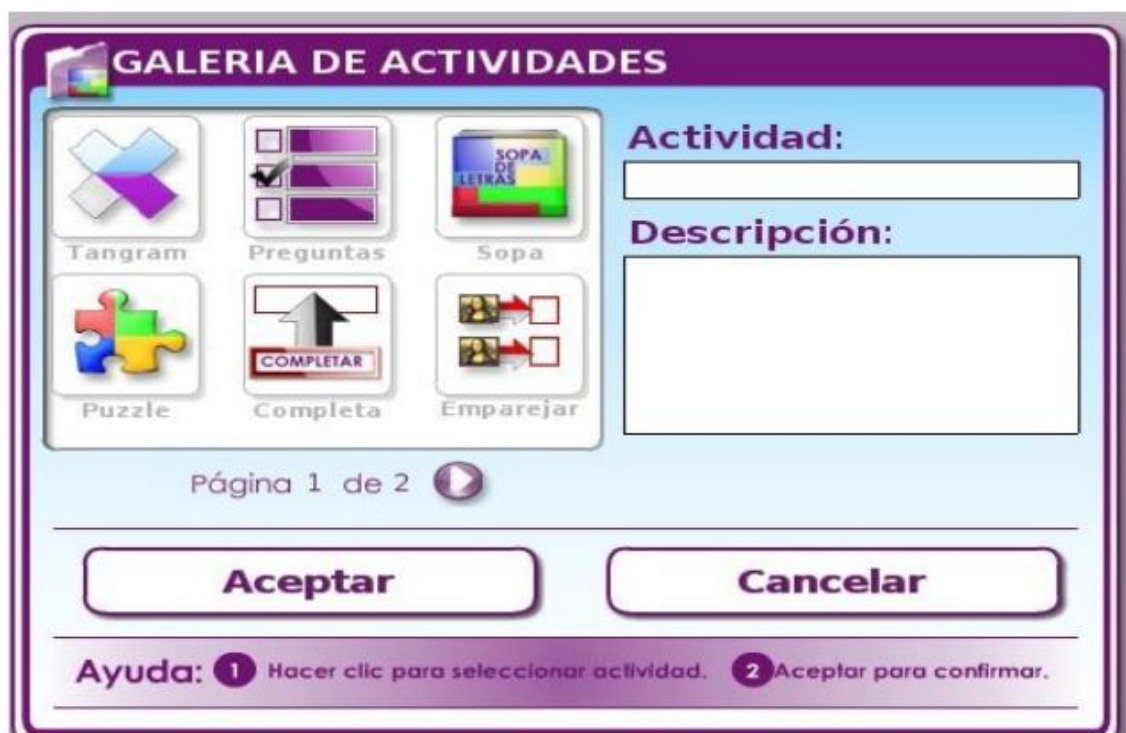 GALERIA DE ACTIVIDADES
Actividad:
SOPA
DE
LETRAS
Tangram Preguntas Sopa
Descripción:
COMPLETAR
Puzzle Completa Emparejar
Página 1 de 2
Aceptar Cancelar
Ayuda: 1 Hacer clic para seleccionar actividad. 2 Aceptar para confirmar.